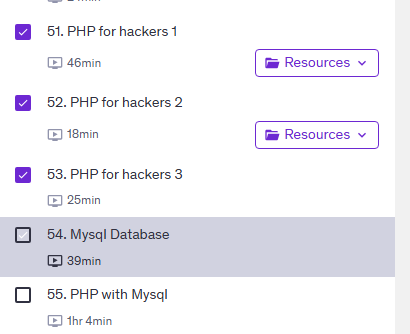 51. PHP for hackers 1
46min
Resources
52. PHP for hackers 2
18min
Resources
53. PHP for hackers 3
25min
54. Mysql Database
39min
55. PHP with Mysql
1hr 4min